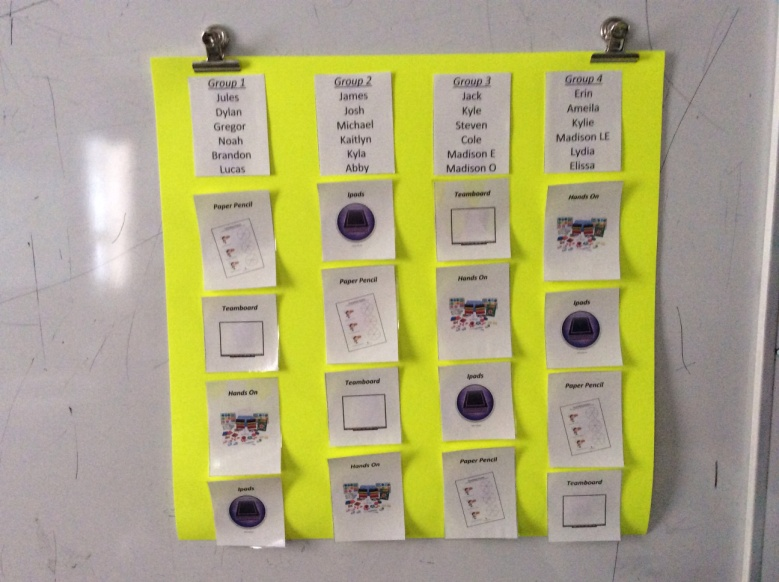 Group 1
Jules
Dylan
Gregor
Noah
Brandon
Lucas
Paper Pencil
Teamboard
Hands On
Ipads
Group 2
James
Josh
Michael
Kaitlyn
Kyla
Abby
Ipads
Paper Pencil
Teamboard
Hands On
Group 3
Jack
Kyle
Steven
Cole
Madison E
Madison O
Teamboard
Hands On
Ipads
Paper Pencil
Group 4
Erin
Ameila
Kylie
Madison LE
Lydia
Elissa
Hands On
Ipads
Paper Pencil
Teamboard